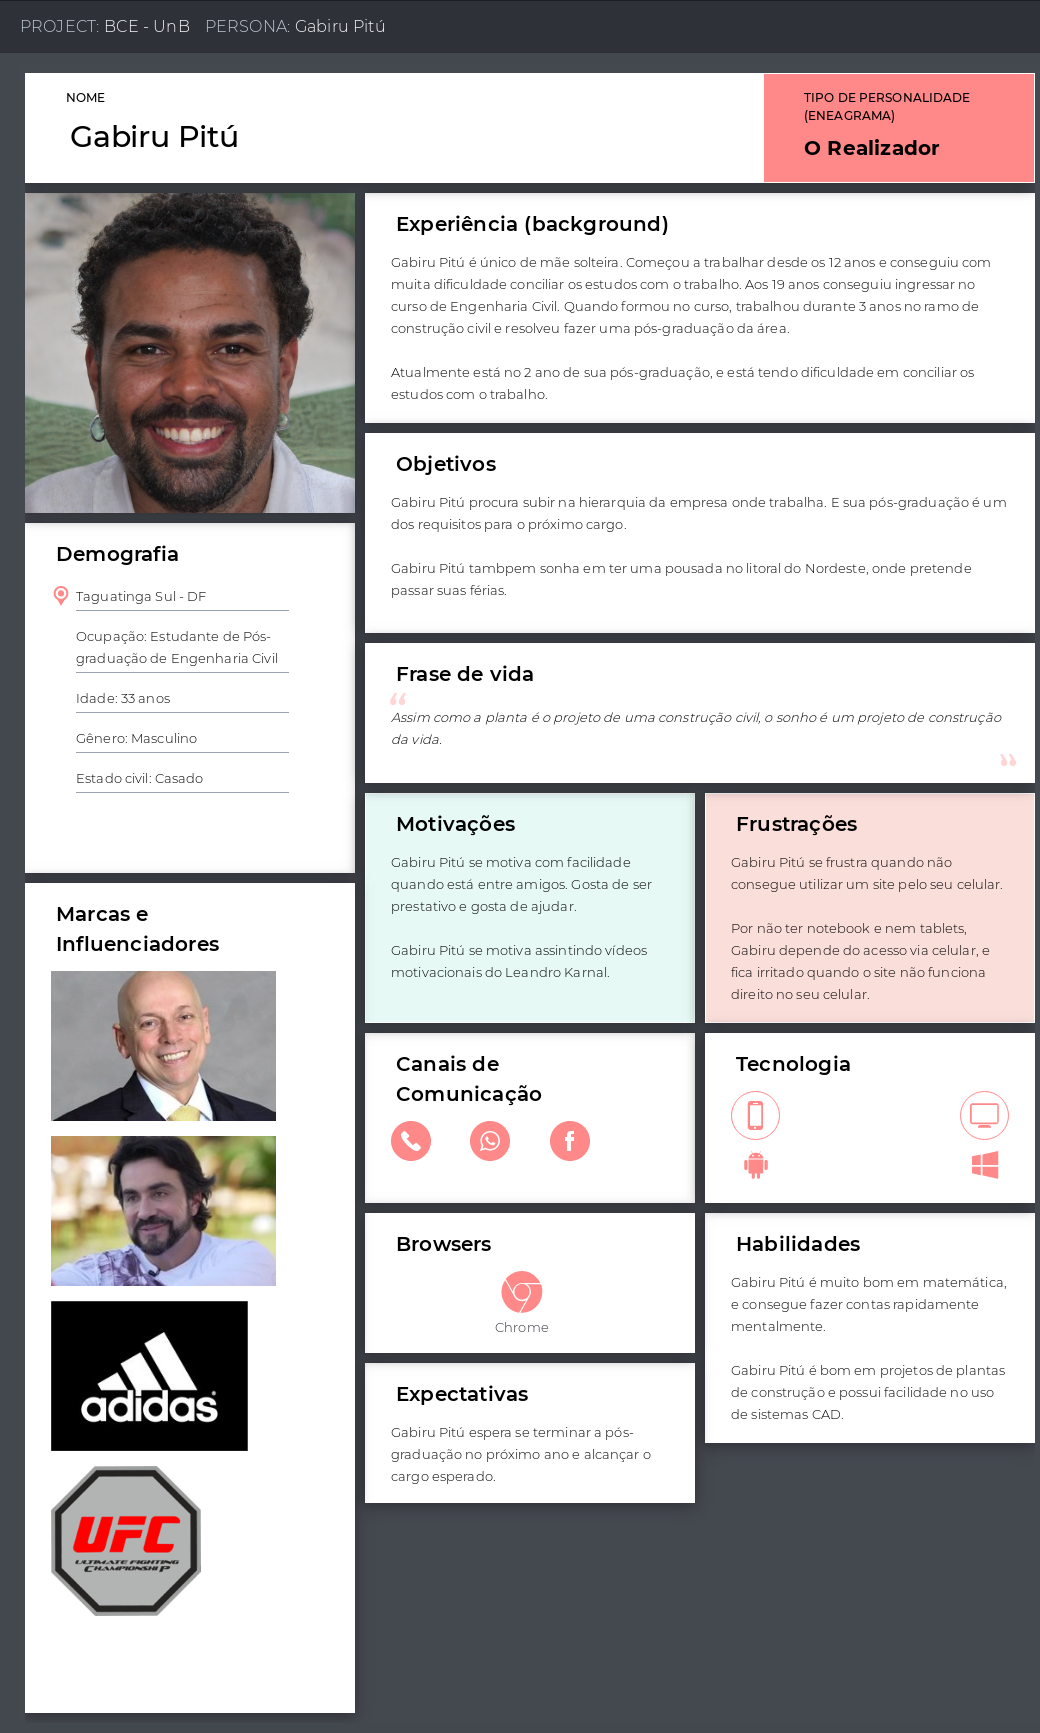 PROJECT: BCE - UnB PERSONA: Gabiru Pitú
NOME
Gabiru Pitú
TIPO DE PERSONALIDADE
(ENEAGRAMA)
O Realizador
Experiência (background)
Gabiru Pitú é único de mãe solteira. Começou a trabalhar desde os 12 anos e conseguiu com
muita dificuldade conciliar os estudos com o trabalho. Aos 19 anos conseguiu ingressar no
curso de Engenharia Civil. Quando formou no curso, trabalhou durante 3 anos no ramo de
construção civil e resolveu fazer uma pós-graduação da área.
Atualmente está no 2 ano de sua pós-graduação, e está tendo dificuldade em conciliar os
estudos com o trabalho.
Objetivos
Gabiru Pitú procura subir na hierarquia da empresa onde trabalha. E sua pós-graduação é um
dos requisitos para o próximo cargo.
Gabiru Pitú tambpem sonha em ter uma pousada no litoral do Nordeste, onde pretende
passar suas férias.
Demografia
Taguatinga Sul - DF
Ocupação: Estudante de Pós-
graduação de Engenharia Civil
Idade: 33 anos
Gênero: Masculino
Estado civil: Casado
Frase de vida
“
Assim como a planta é o projeto de uma construção civil, o sonho é um projeto de construção
da vida.
”
Motivações
Gabiru Pitú se motiva com facilidade
quando está entre amigos. Gosta de ser
prestativo e gosta de ajudar.
Gabiru Pitú se motiva assintindo vídeos
motivacionais do Leandro Karnal.
Frustrações
Gabiru Pitú se frustra quando não
consegue utilizar um site pelo seu celular.
Por não ter notebook e nem tablets,
Gabiru depende do acesso via celular, e
fica irritado quando o site não funciona
direito no seu celular.
Marcas e
Influenciadores
adidas
UFC
ULTIMATE FIGHTING
CHAMPIONSHIP
Canais de
Comunicação
Tecnologia
Browsers
Chrome
Habilidades
Gabiru Pitú é muito bom em matemática,
e consegue fazer contas rapidamente
mentalmente.
Gabiru Pitú é bom em projetos de plantas
de construção e possui facilidade no uso
de sistemas CAD.
Expectativas
Gabiru Pitú espera se terminar a pós-
graduação no próximo ano e alcançar o
cargo esperado.